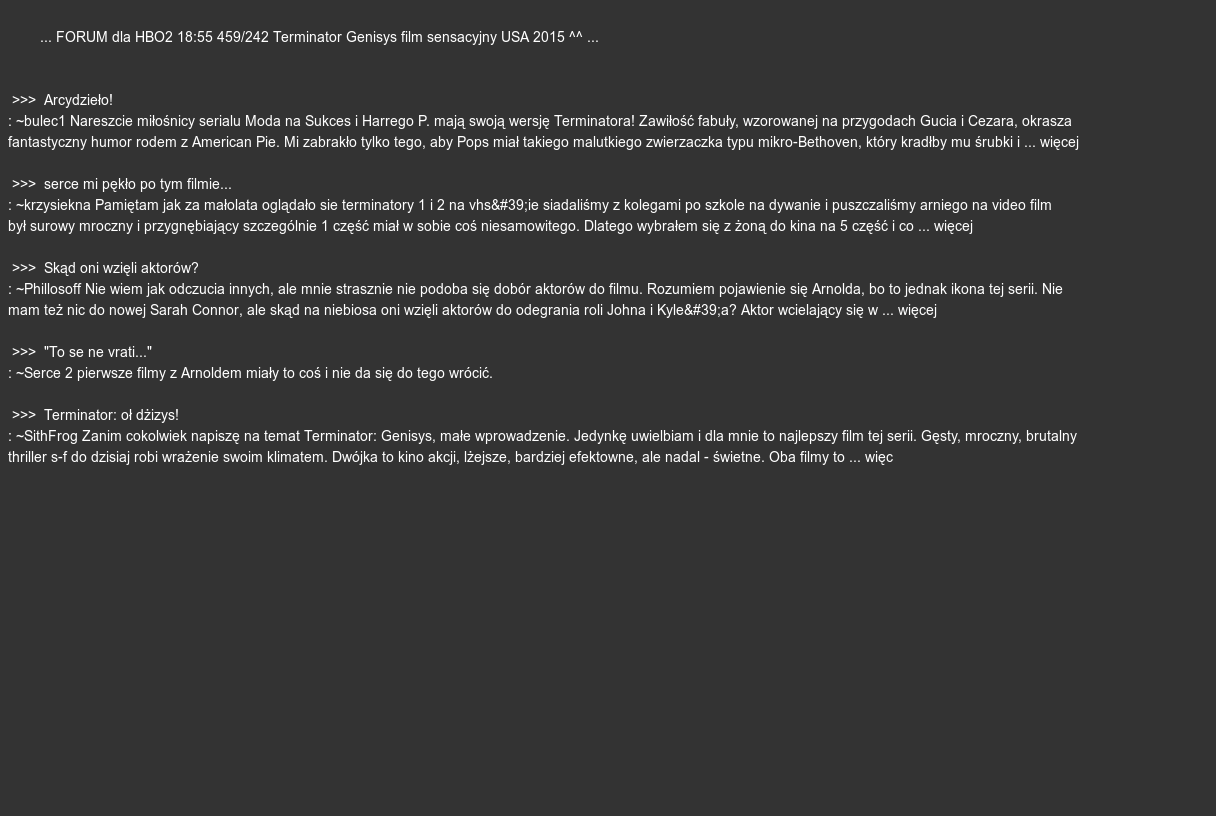 ... FORUM dla HBO2 18:55 459/242 Terminator Genisys film sensacyjny USA 2015 ^^ ...
>>> Arcydzieło!
: ~bulec1 Nareszcie miłośnicy serialu Moda na Sukces i Harrego P. mają swoją wersję Terminatora! Zawiłość fabuły, wzorowanej na przygodach Gucia i Cezara, okrasza
fantastyczny humor rodem z American Pie. Mi zabrakło tylko tego, aby Pops miał takiego malutkiego zwierzaczka typu mikro-Bethoven, który kradłby mu śrubki i ... więcej
>>> serce mi pękło po tym filmie...
: ~krzysiekna Pamiętam jak za małolata oglądało sie terminatory 1 i 2 na vhs&#39;ie siadaliśmy z kolegami po szkole na dywanie i puszczaliśmy arniego na video film
był surowy mroczny i przygnębiający szczególnie 1 część miał w sobie coś niesamowitego. Dlatego wybrałem się z żoną do kina na 5 część i co ... więcej
>>> Skąd oni wzięli aktorów?
: ~Phillosoff Nie wiem jak odczucia innych, ale mnie strasznie nie podoba się dobór aktorów do filmu. Rozumiem pojawienie się Arnolda, bo to jednak ikona tej serii. Nie
mam też nic do nowej Sarah Connor, ale skąd na niebiosa oni wzięli aktorów do odegrania roli Johna i Kyle&#39;a? Aktor wcielający się w ... więcej
>>> "To se ne vrati..."
: ~Serce 2 pierwsze filmy z Arnoldem miały to coś i nie da się do tego wrócić.
>>> Terminator: oł dżizys!
: ~SithFrog Zanim cokolwiek napiszę na temat Terminator: Genisys, małe wprowadzenie. Jedynkę uwielbiam i dla mnie to najlepszy film tej serii. Gęsty, mroczny, brutalny
thriller s-f do dzisiaj robi wrażenie swoim klimatem. Dwójka to kino akcji, lżejsze, bardziej efektowne, ale nadal - świetne. Oba filmy to ... więc